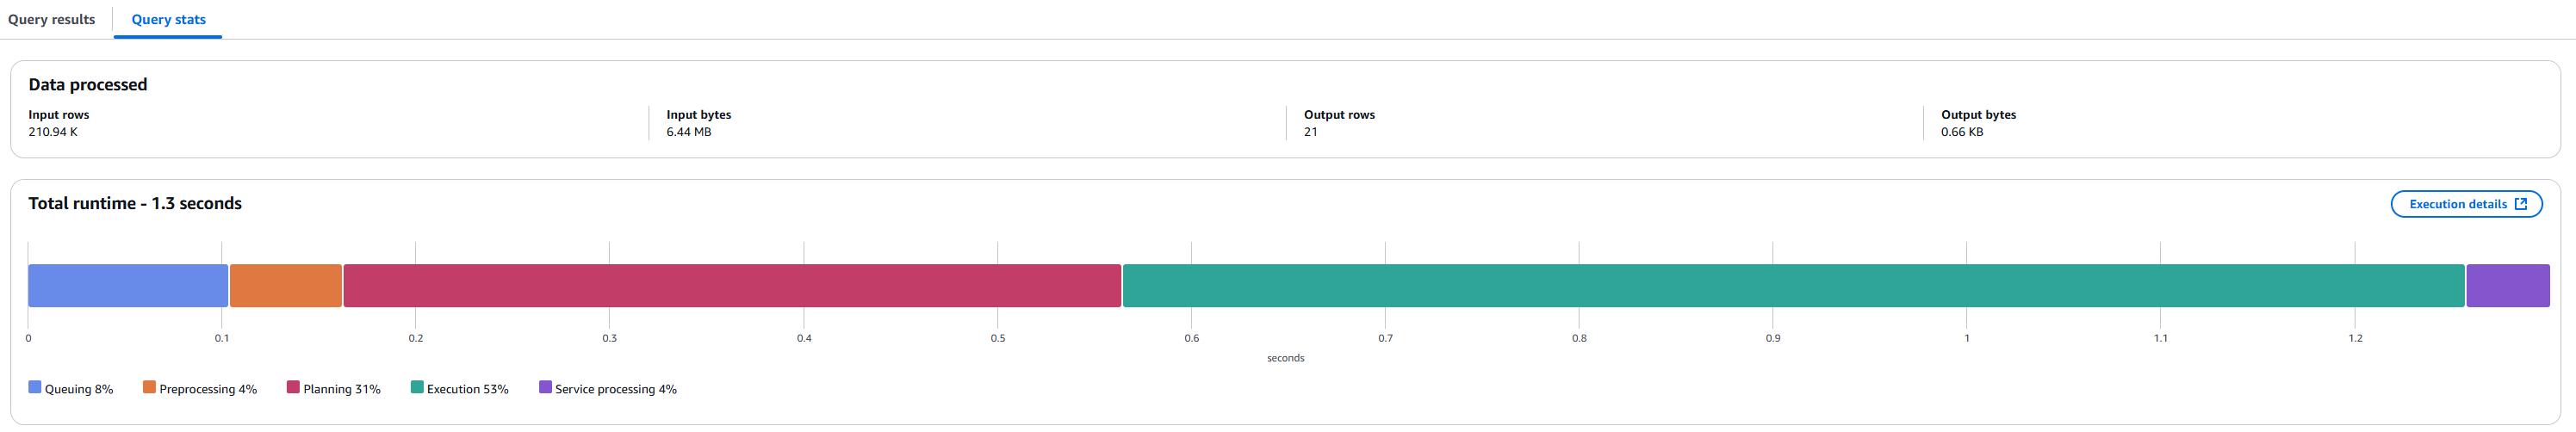 Query results
Query stats
Data processed
Input rows
210.94 K
Input bytes
6.44 MB
Output rows
21
Output bytes
0.66 KB
Total runtime - 1.3 seconds
Execution details
0 0.1 0.2 0.3 0.4 0.5 0.6 0.7 0.8 0.9 1 1.1 1.2
seconds
Queuing 8% Preprocessing 4% Planning 31% Execution 53% Service processing 4%